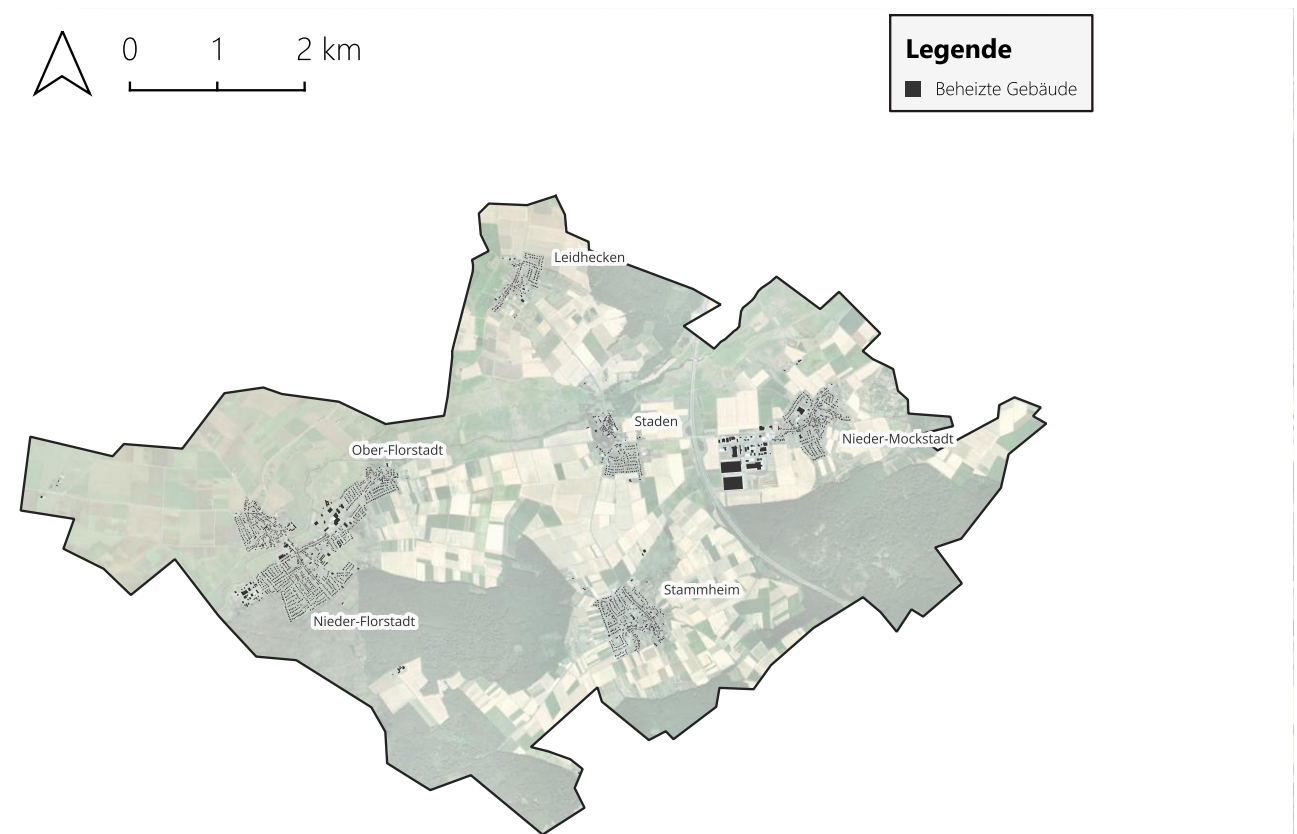 0 1 2 km
Legende
Beheizte Gebäude
Leidhecken
Staden
Nieder-Mockstadt
Ober-Florstadt
Stammheim
Nieder-Florstadt